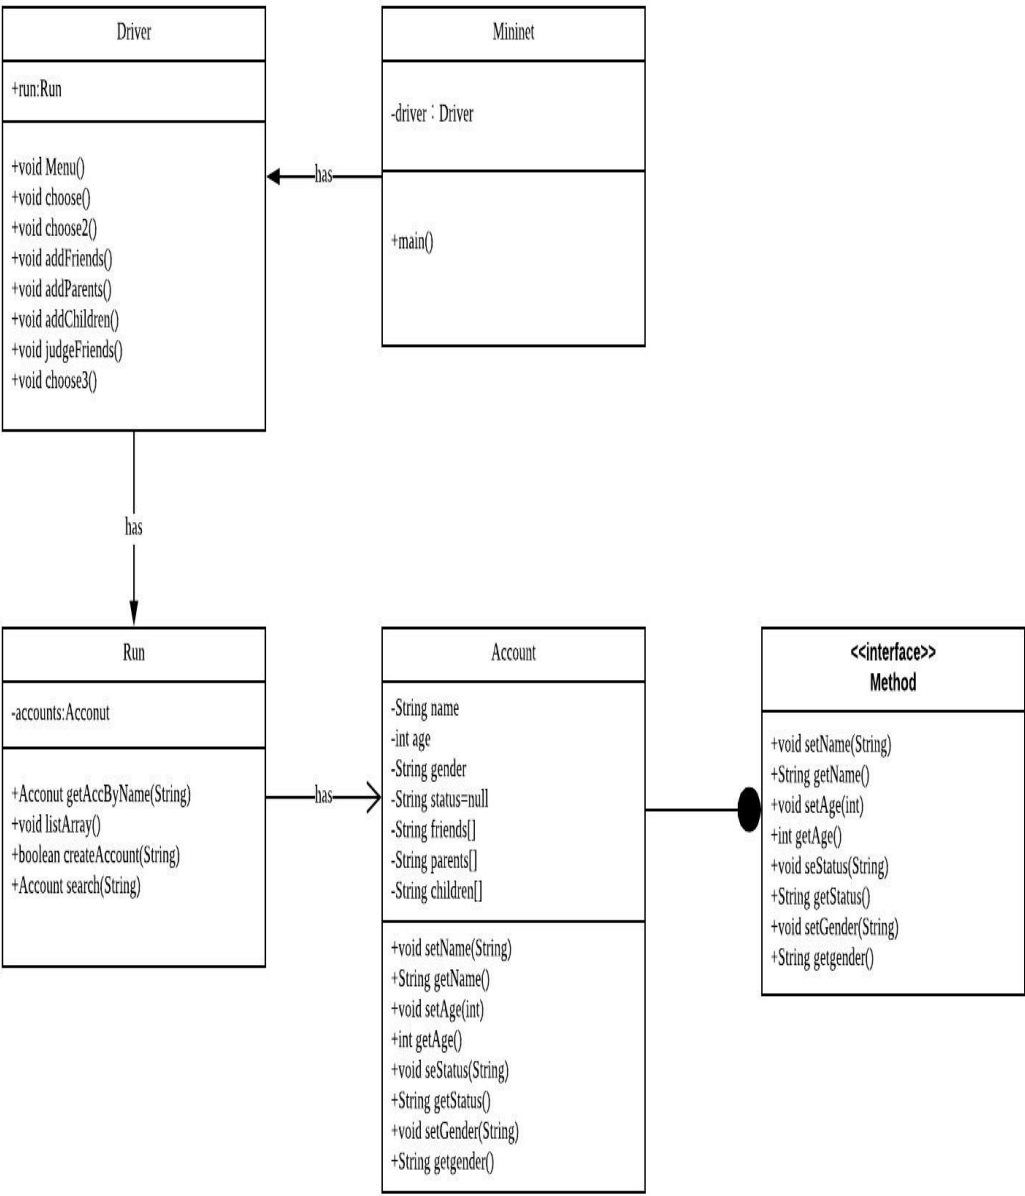 Driver
+run:Run
+void Menu()
+void choose()
+void choose2()
+void addFriends()
+void addParents()
+void addChildren()
+void judgeFriends()
+void choose3()
has
Mininet
-driver : Driver
+main()
has
Run
-accounts:Acconut
+Acconut getAccByName(String)
+void listArray()
+boolean createAccount(String)
+Account search(String)
has
Account
-String name
-int age
-String gender
-String status=null
-String friends[]
-String parents[]
-String children[]
+void setName(String)
+String getName()
+void setAge(int)
+int getAge()
+void seStatus(String)
+String getStatus()
+void setGender(String)
+String getgender()
<<interface>>
Method
+void setName(String)
+String getName()
+void setAge(int)
+int getAge()
+void seStatus(String)
+String getStatus()
+void setGender(String)
+String getgender()